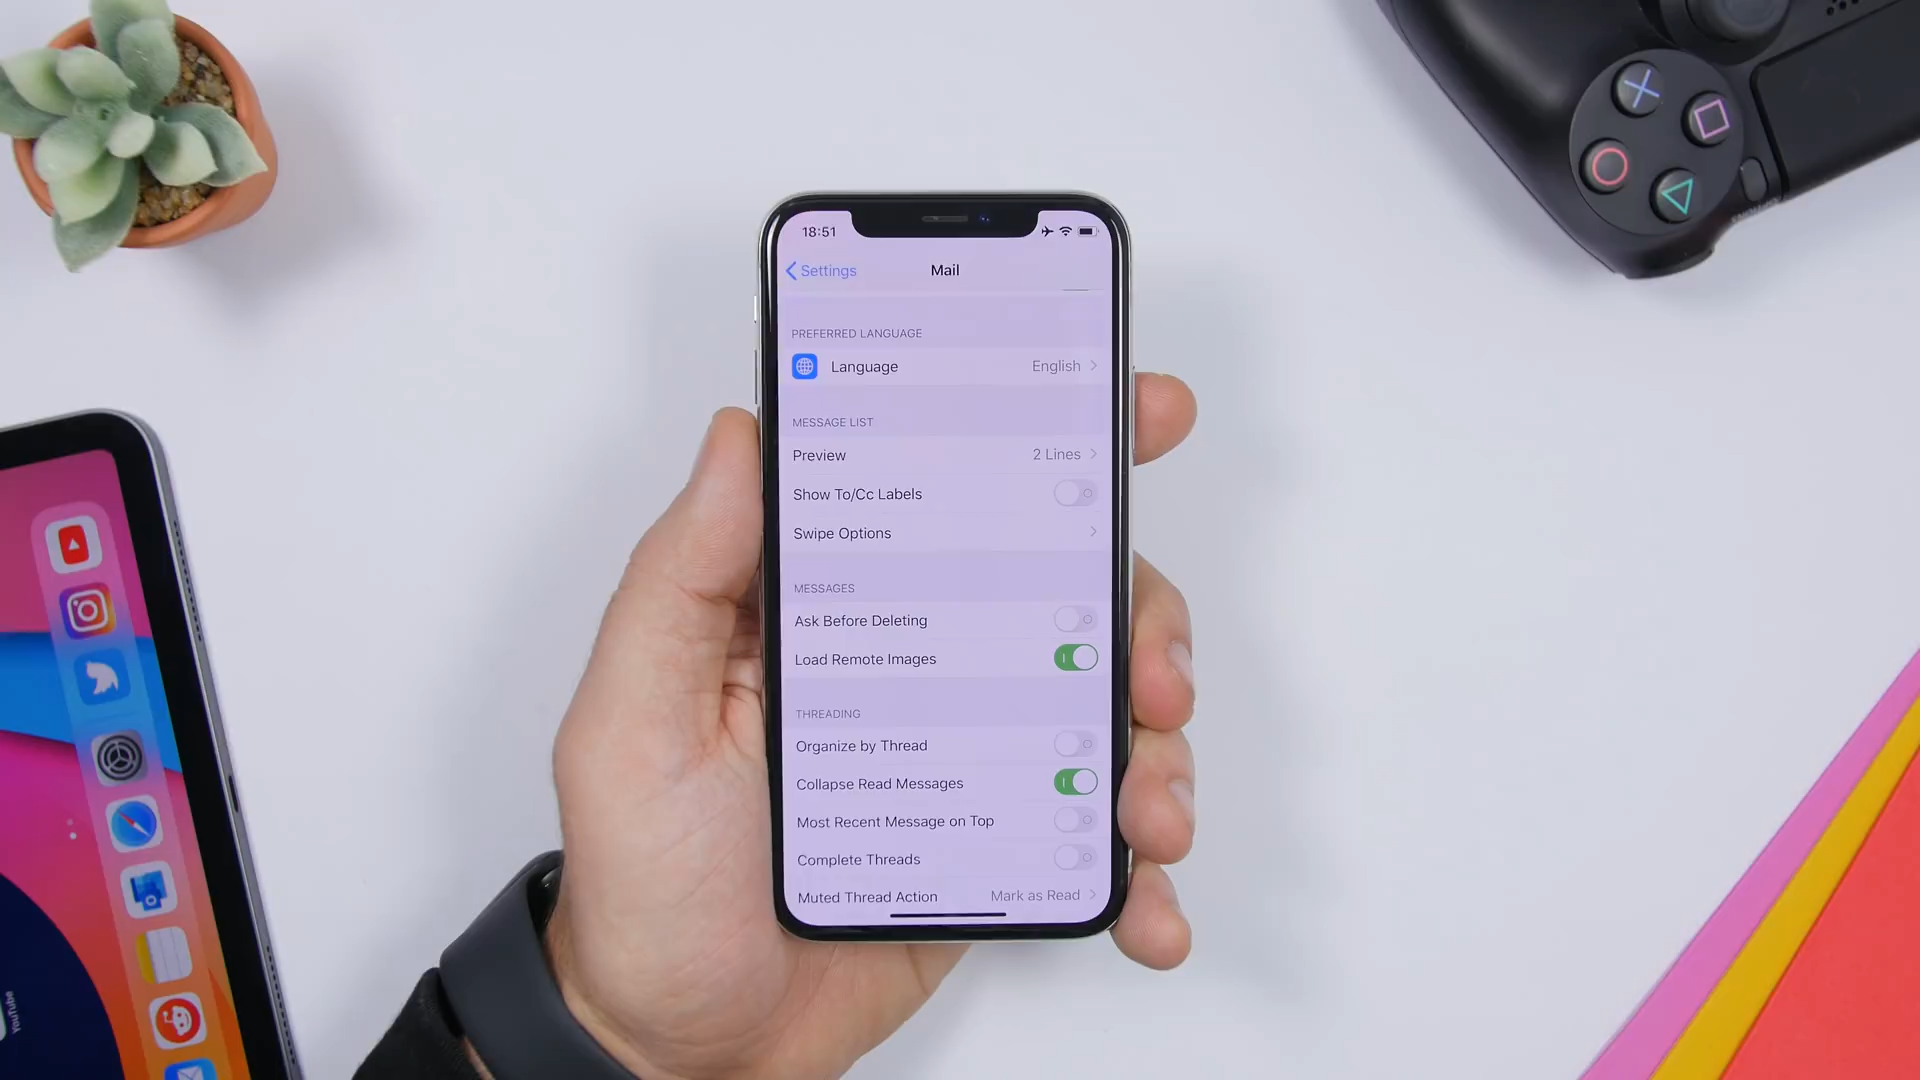 18:51
Settings
Mail
PREFERRED LANGUAGE
Language
English
MESSAGE LIST
Preview
2 Lines
Show To/Cc Labels
Swipe Options
MESSAGES
Ask Before Deleting
Load Remote Images
THREADING
Organize by Thread
Collapse Read Messages
Most Recent Message on Top
Complete Threads
Muted Thread Action
Mark as Read
YouTube
OPTIONS